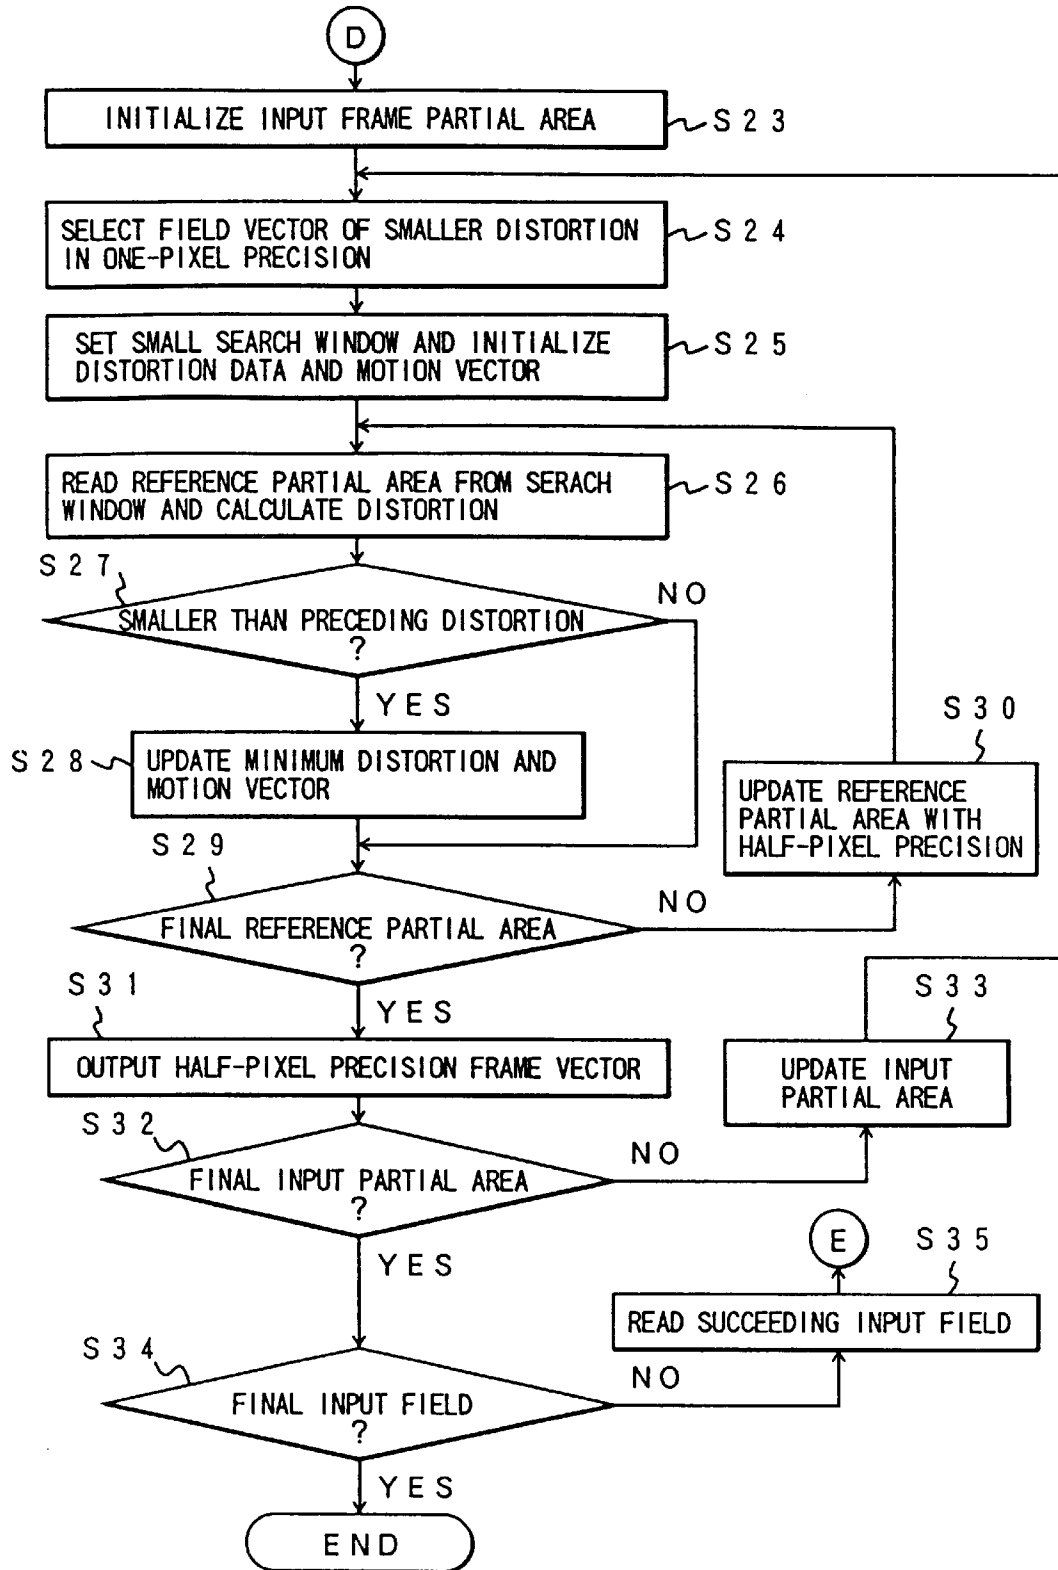 D
INITIALIZE INPUT FRAME PARTIAL AREA
S23
SELECT FIELD VECTOR OF SMALLER DISTORTION
IN ONE-PIXEL PRECISION
S24
SET SMALL SEARCH WINDOW AND INITIALIZE
DISTORTION DATA AND MOTION VECTOR
S25
READ REFERENCE PARTIAL AREA FROM SERACH
WINDOW AND CALCULATE DISTORTION
S26
S27
SMALLER THAN PRECEDING DISTORTION
?
NO
YES
S28
UPDATE MINIMUM DISTORTION AND
MOTION VECTOR
S30
UPDATE REFERENCE
PARTIAL AREA WITH
HALF-PIXEL PRECISION
S29
FINAL REFERENCE PARTIAL AREA
?
NO
YES
S31
OUTPUT HALF-PIXEL PRECISION FRAME VECTOR
S33
UPDATE INPUT
PARTIAL AREA
S32
FINAL INPUT PARTIAL AREA
?
NO
YES
E
S35
READ SUCCEEDING INPUT FIELD
S34
FINAL INPUT FIELD
?
NO
YES
END